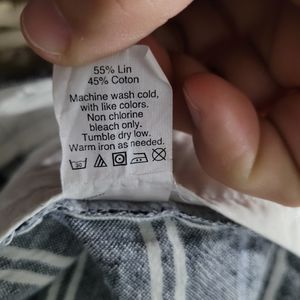 55% Lin
45% Coton
Machine wash cold,
with like colors.
Non chlorine
bleach only.
Tumble dry low.
Warm iron as needed.
30